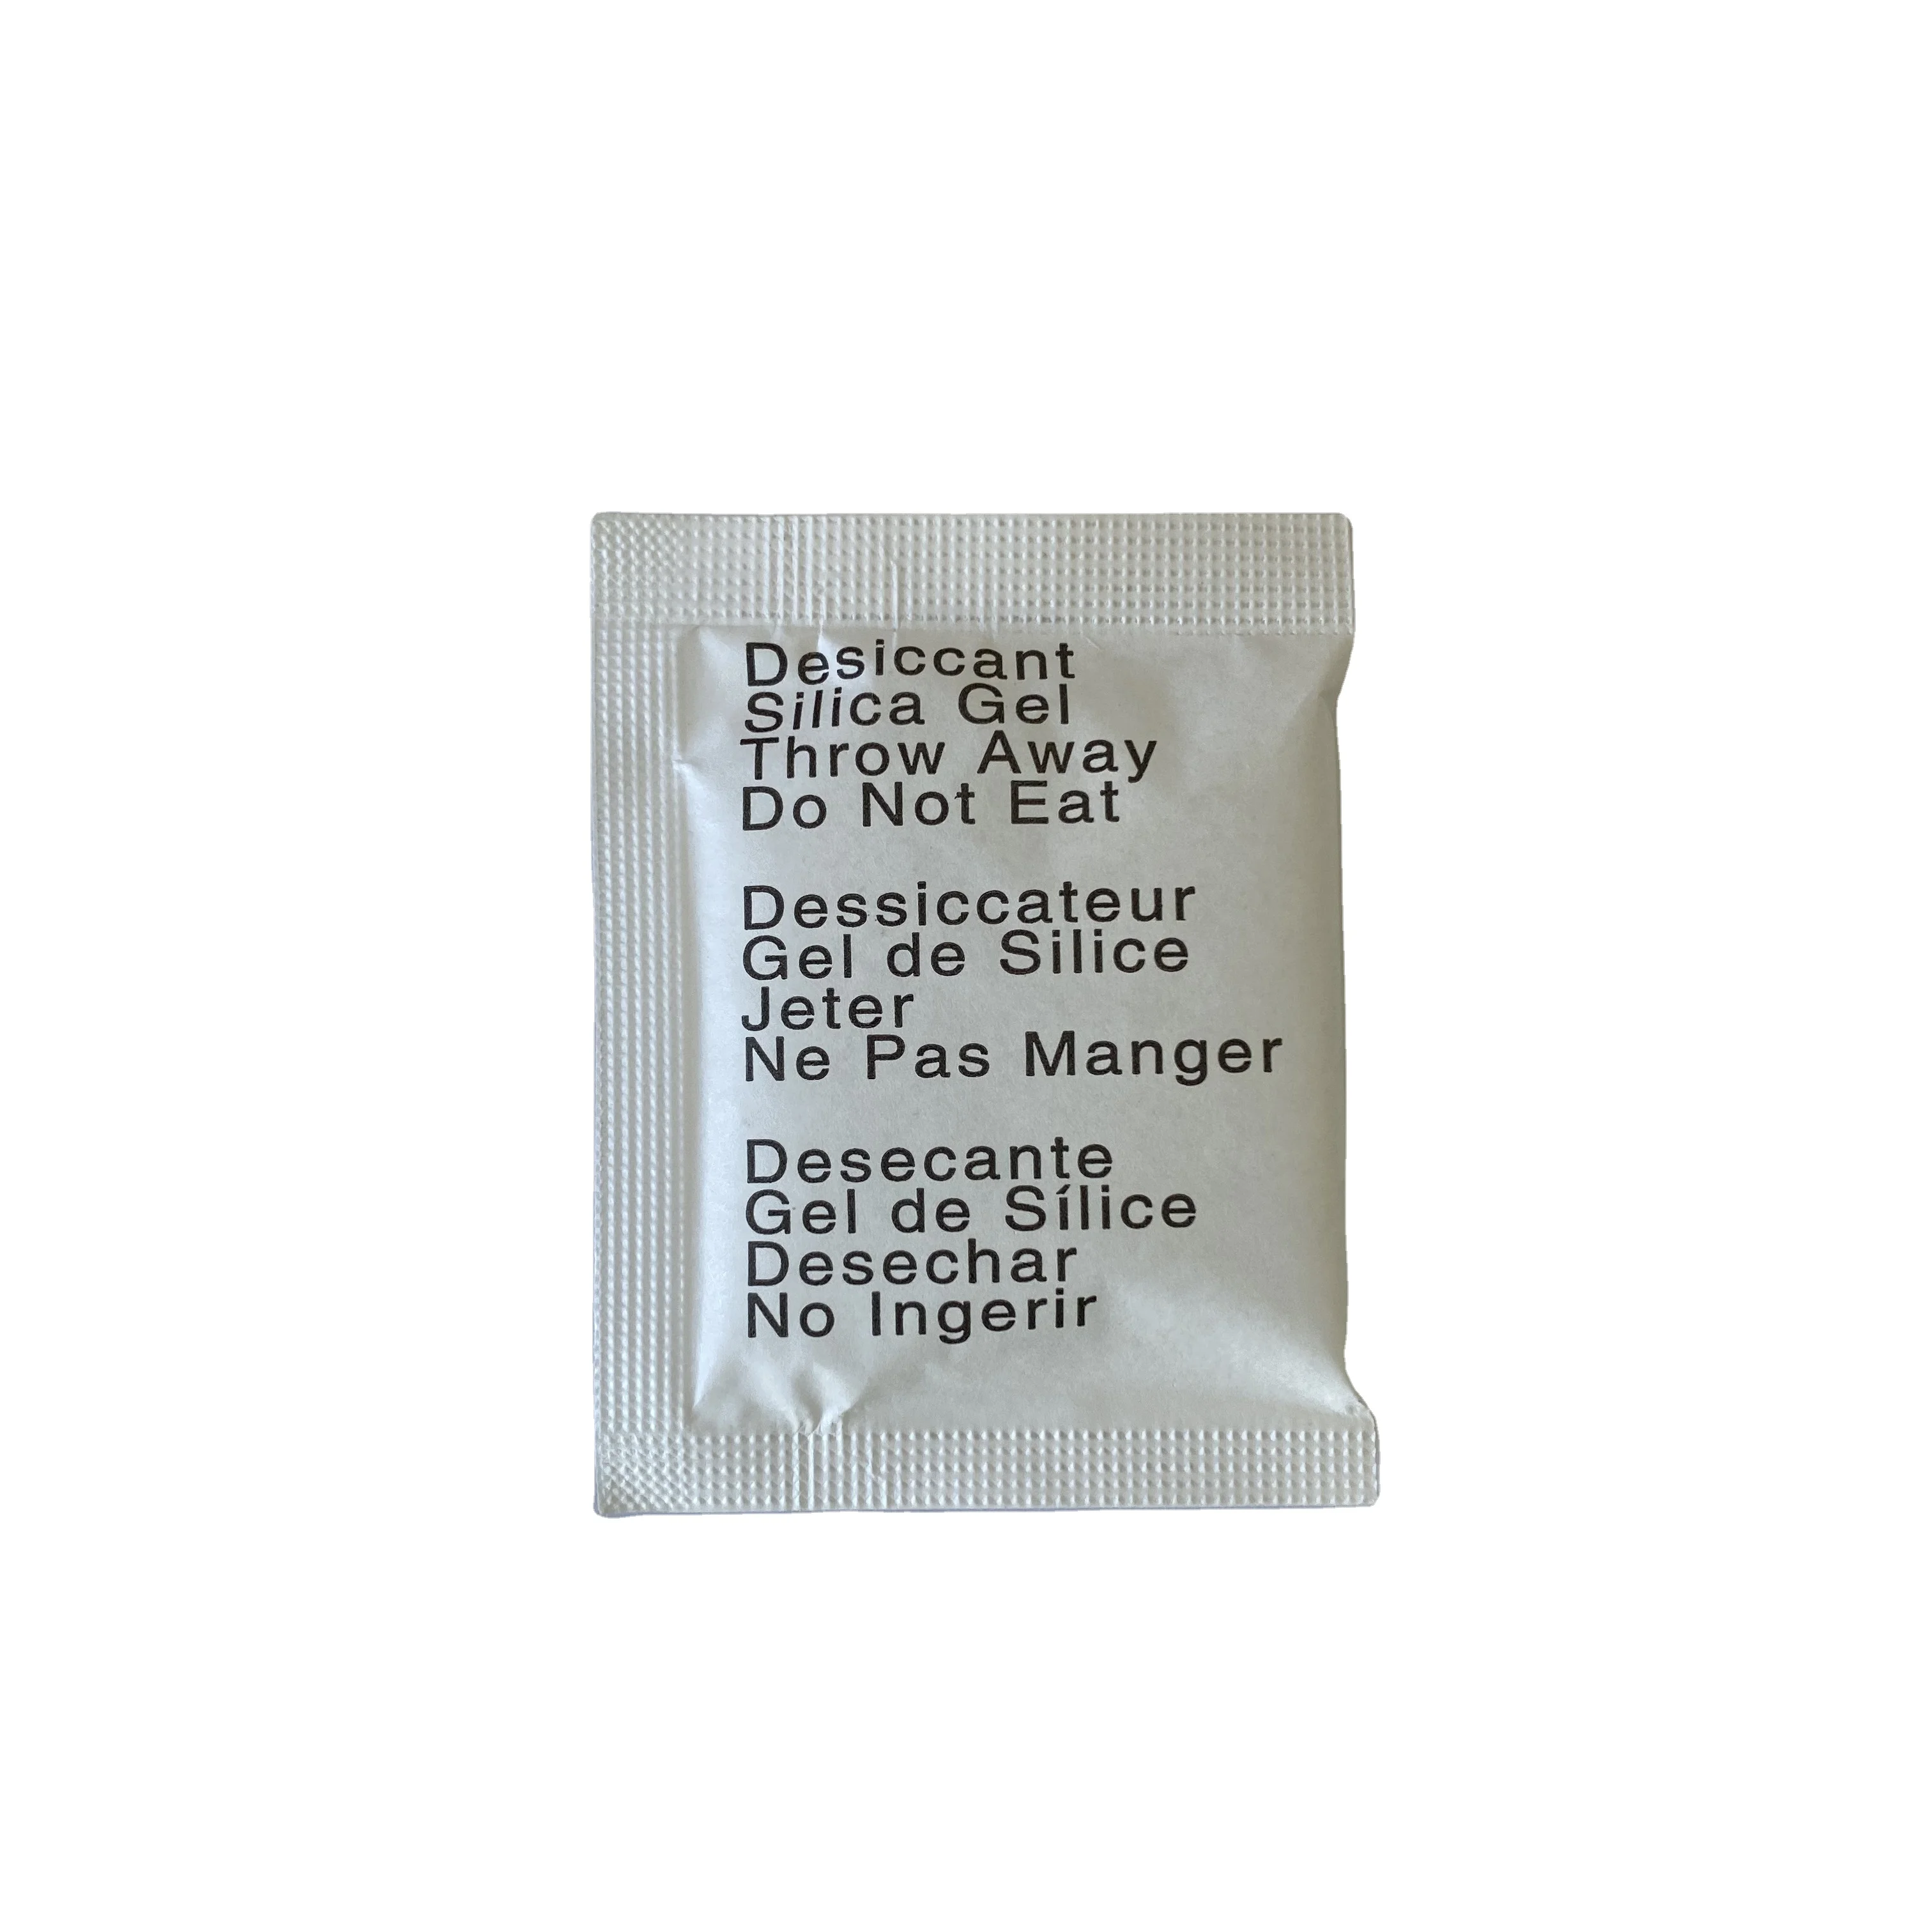 Desiccant
Silica Gel
Throw Away
Do Not Eat
Dessiccateur
Gel de Silice
Jeter
Ne Pas Manger
Desecante
Gel de Sílice
Desechar
No Ingerir